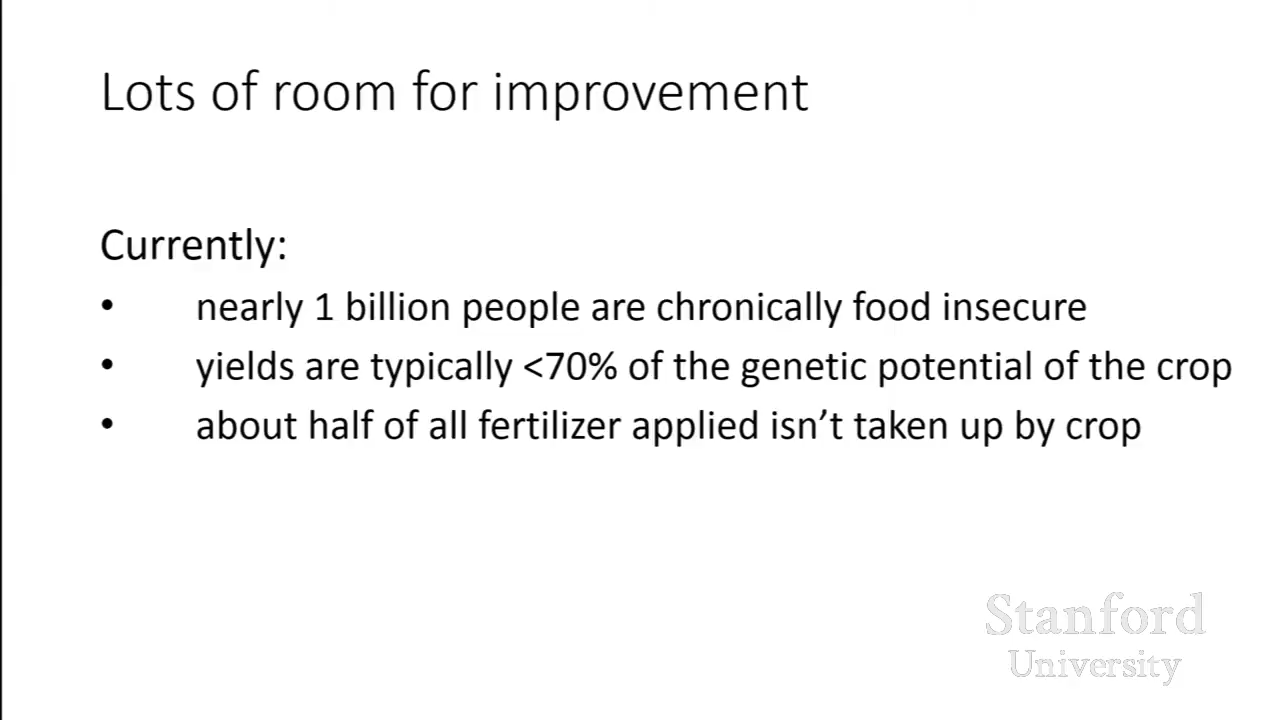 Lots of room for improvement
Currently:
• nearly 1 billion people are chronically food insecure
• yields are typically <70% of the genetic potential of the crop
• about half of all fertilizer applied isn’t taken up by crop
Stanford
University